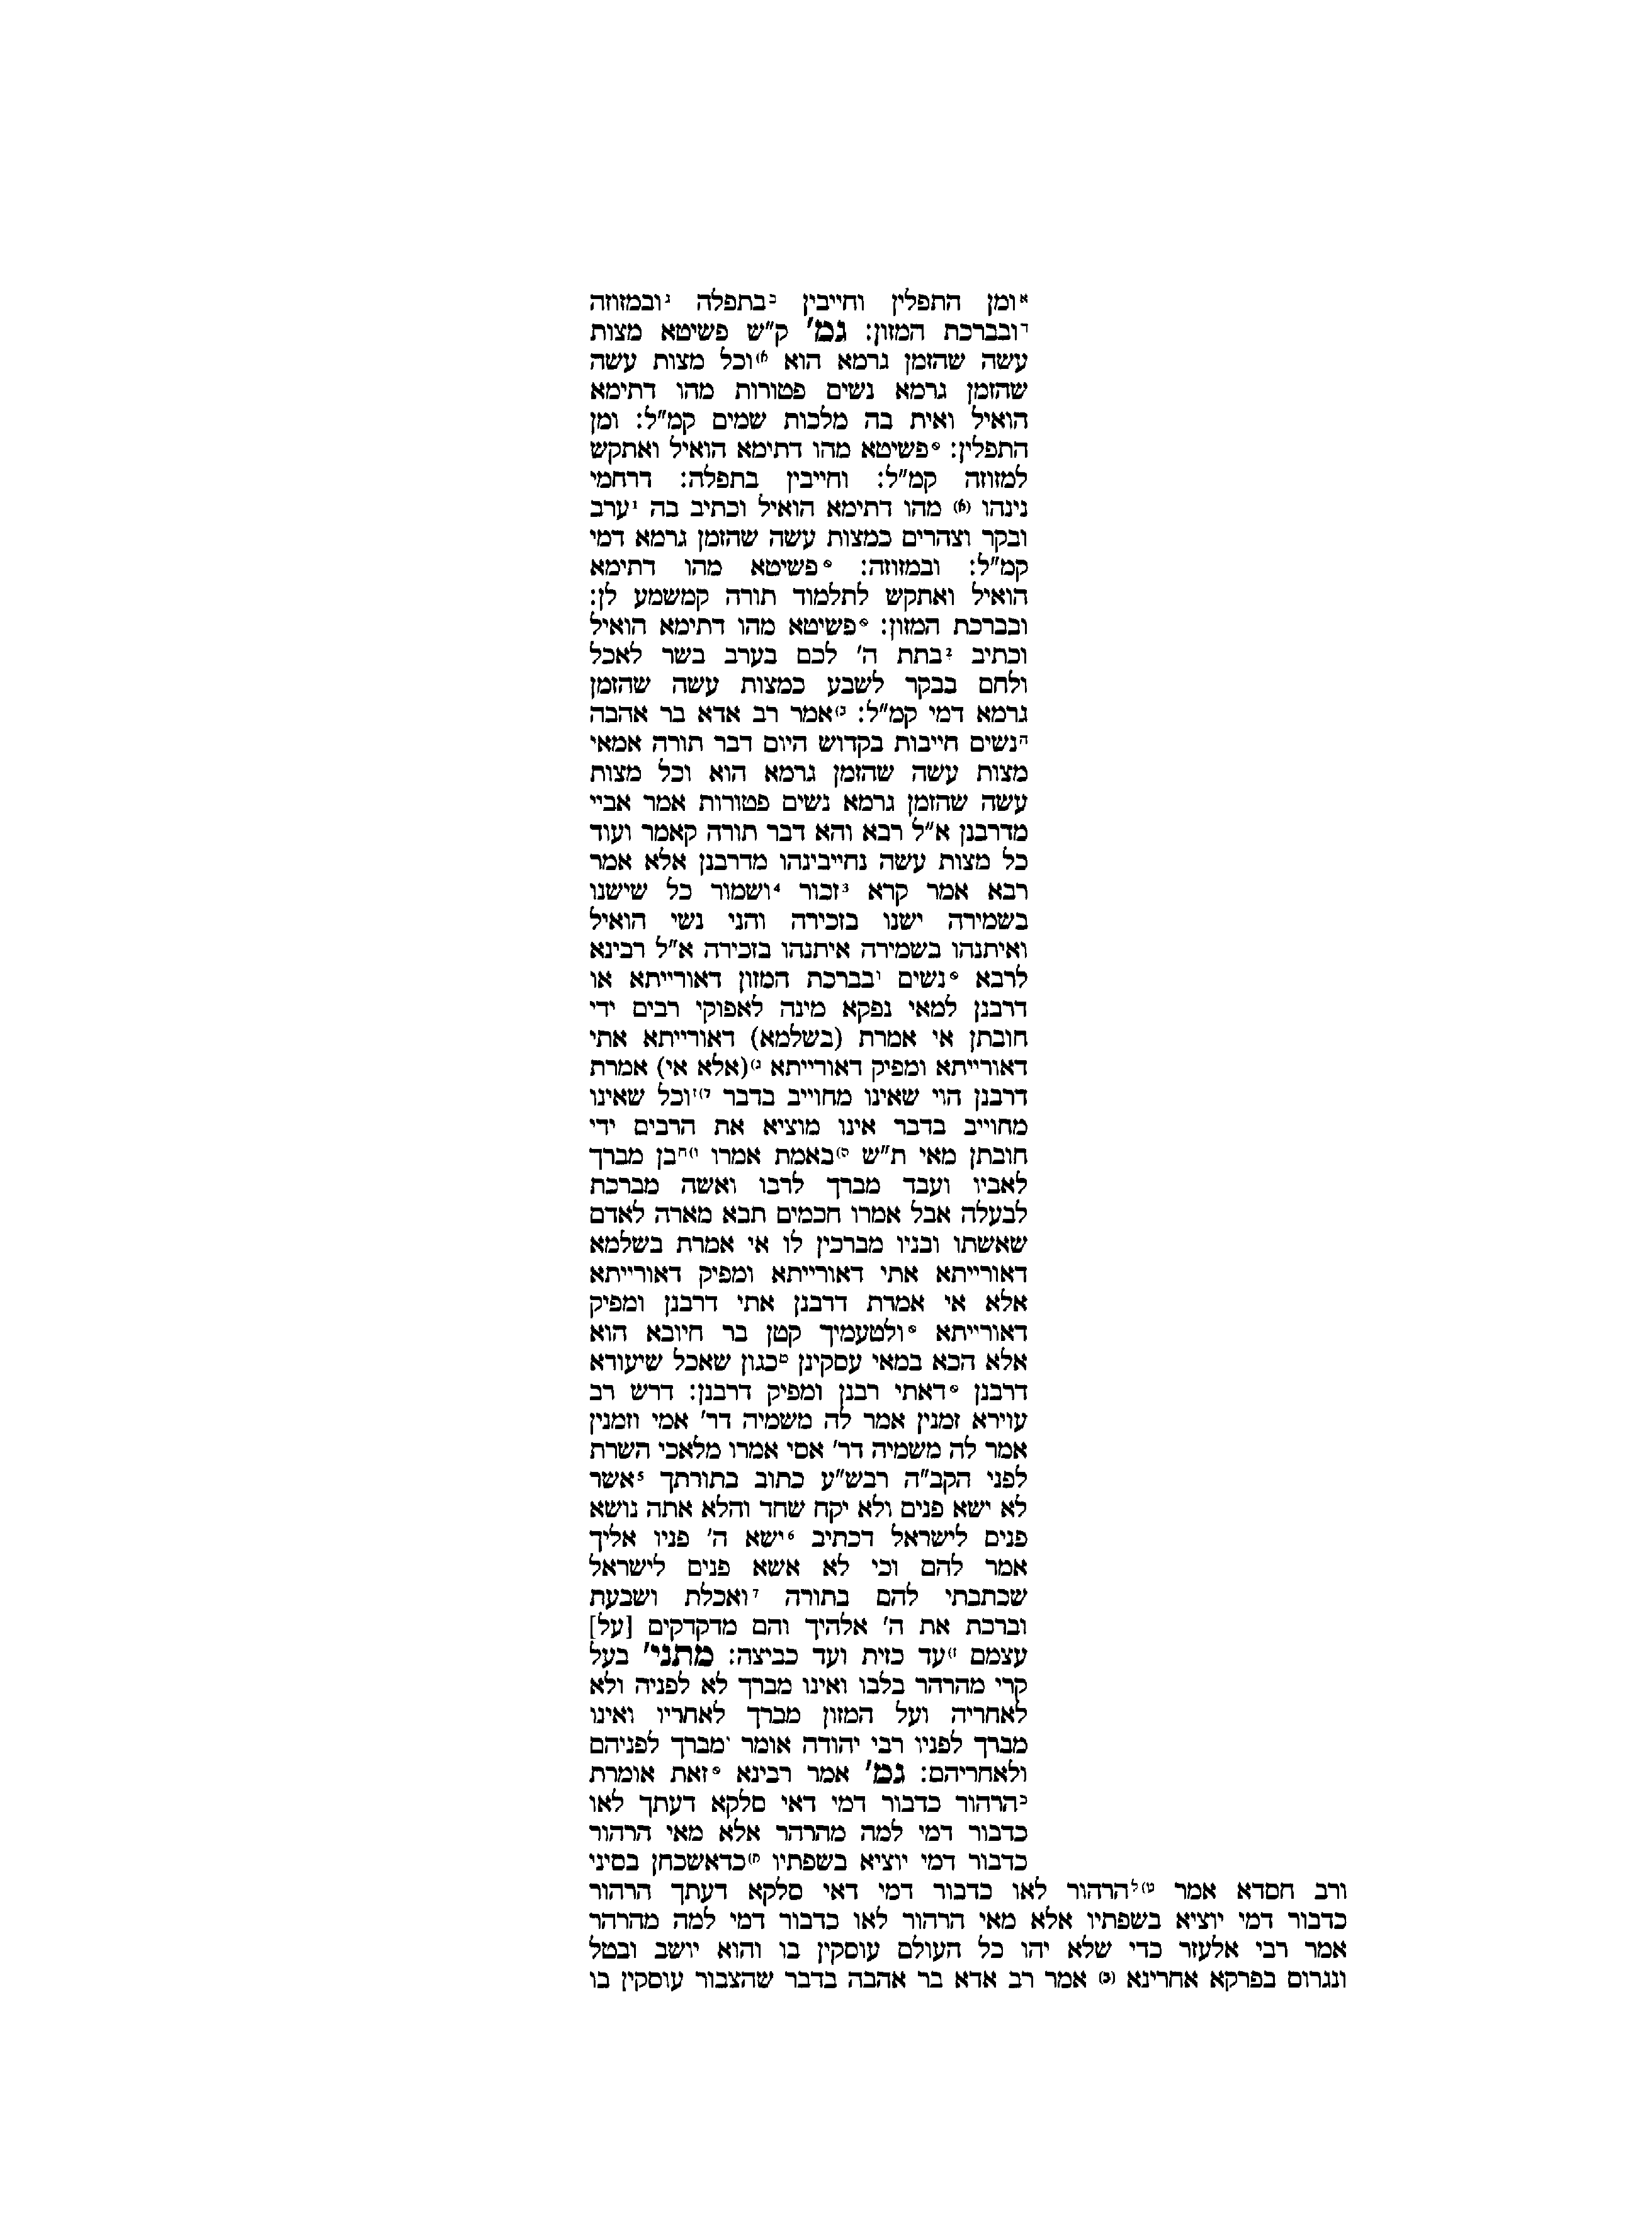 א ומן התפלין וחייבין ב בתפלה ג ובמזוזה
ד ובברכת המזון: גמ' ק"ש פשיטא מצות
עשה שהזמן גרמא הוא א) וכל מצות עשה
שהזמן גרמא נשים פטורות מהו דתימא
הואיל ואית בה מלכות שמים קמ"ל: ומן
התפלין: ° פשיטא מהו דתימא הואיל ואתקש
למזוזה קמ"ל: וחייבין בתפלה: דרחמי
נינהו (א) מהו דתימא הואיל וכתיב בה 1 ערב
ובקר וצהרים כמצות עשה שהזמן גרמא דמי
קמ"ל: ובמזוזה: ° פשיטא מהו דתימא
הואיל ואתקש לתלמוד תורה קמשמע לן:
ובברכת המזון: ° פשיטא מהו דתימא הואיל
וכתיב 2 בתת ה' לכם בערב בשר לאכל
ולחם בבקר לשבע כמצות עשה שהזמן
גרמא דמי קמ"ל: ב) אמר רב אדא בר אהבה
ה נשים חייבות בקדוש היום דבר תורה אמאי
מצות עשה שהזמן גרמא הוא וכל מצות
עשה שהזמן גרמא נשים פטורות אמר אביי
מדרבנן א"ל רבא והא דבר תורה קאמר ועוד
כל מצות עשה נחייבינהו מדרבנן אלא אמר
רבא אמר קרא 3 זכור 4 ושמור כל שישנו
בשמירה ישנו בזכירה והני נשי הואיל
ואיתנהו בשמירה איתנהו בזכירה א"ל רבינא
לרבא ° נשים ו בברכת המזון דאורייתא או
דרבנן למאי נפקא מינה לאפוקי רבים ידי
חובתן אי אמרת (בשלמא) דאורייתא אתי
דאורייתא ומפיק דאורייתא ג) (אלא אי) אמרת
דרבנן הוי שאינו מחוייב בדבר ד) ז וכל שאינו
מחוייב בדבר אינו מוציא את הרבים ידי
חובתן מאי ת"ש ה) באמת אמרו ו) ח בן מברך
לאביו ועבד מברך לרבו ואשה מברכת
לבעלה אבל אמרו חכמים תבא מארה לאדם
שאשתו ובניו מברכין לו אי אמרת בשלמא
דאורייתא אתי דאורייתא ומפיק דאורייתא
אלא אי אמרת דרבנן אתי דרבנן ומפיק
דאורייתא ° ולטעמיך קטן בר חיובא הוא
אלא הכא במאי עסקינן ט כגון שאכל שיעורא
דרבנן ° דאתי רבנן ומפיק דרבנן: דרש רב
עוירא זמנין אמר לה משמיה דר' אמי וזמנין
אמר לה משמיה דר' אסי אמרו מלאכי השרת
לפני הקב"ה רבש"ע כתוב בתורתך 5 אשר
לא ישא פנים ולא יקח שחד והלא אתה נושא
פנים לישראל דכתיב 6 ישא ה' פניו אליך
אמר להם וכי לא אשא פנים לישראל
שכתבתי להם בתורה 7 ואכלת ושבעת
וברכת את ה' אלהיך והם מדקדקים [על]
עצמם ז) עד כזית ועד כביצה: מתני' בעל
קרי מהרהר בלבו ואינו מברך לא לפניה ולא
לאחריה ועל המזון מברך לאחריו ואינו
מברך לפניו רבי יהודה אומר י מברך לפניהם
ולאחריהם: גמ' אמר רבינא ° זאת אומרת
כ הרהור כדבור דמי דאי סלקא דעתך לאו
כדבור דמי למה מהרהר אלא מאי הרהור
כדבור דמי יוציא בשפתיו ח) כדאשכחן בסיני
ורב חסדא אמר ט) ל הרהור לאו כדבור דמי דאי סלקא דעתך הרהור
כדבור דמי יוציא בשפתיו אלא מאי הרהור לאו כדבור דמי למה מהרהר
אמר רבי אלעזר כדי שלא יהו כל העולם עוסקין בו והוא יושב ובטל
ונגרוס בפרקא אחרינא (ב) אמר רב אדא בר אהבה בדבר שהצבור עוסקין בו